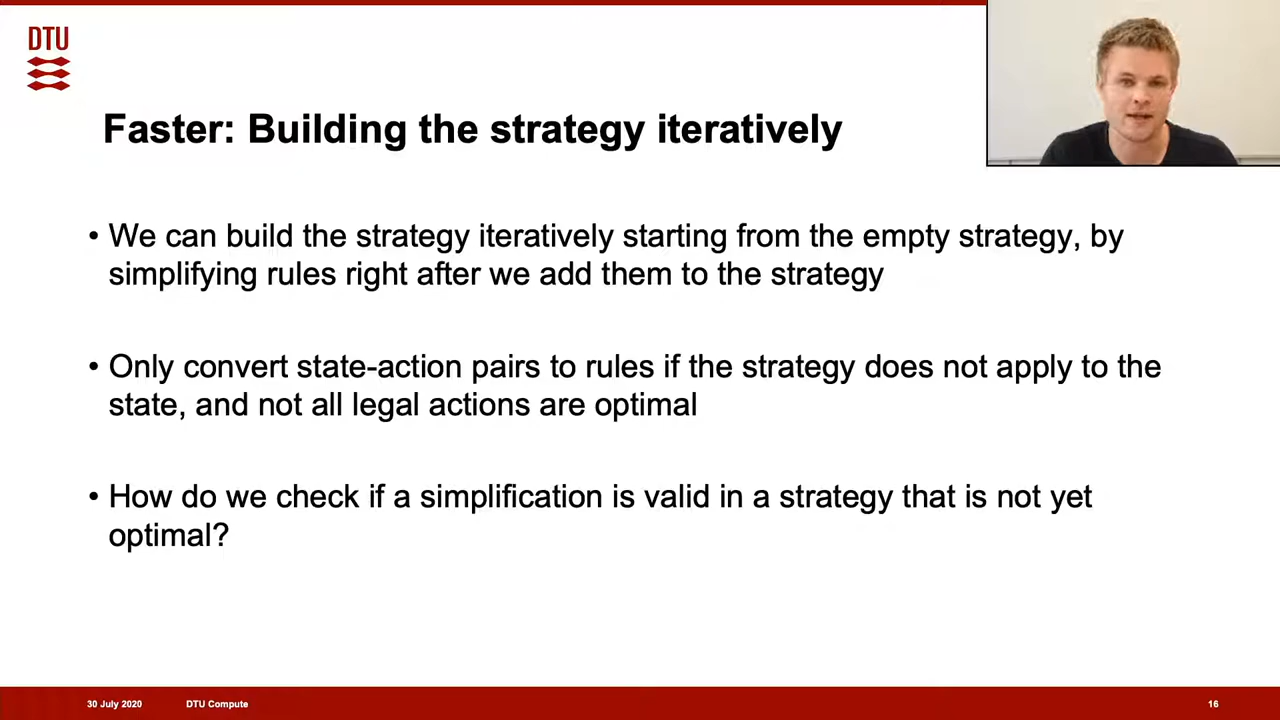 DTU
Faster: Building the strategy iteratively
• We can build the strategy iteratively starting from the empty strategy, by
simplifying rules right after we add them to the strategy
• Only convert state-action pairs to rules if the strategy does not apply to the
state, and not all legal actions are optimal
• How do we check if a simplification is valid in a strategy that is not yet
optimal?
30 July 2020 DTU Compute 16